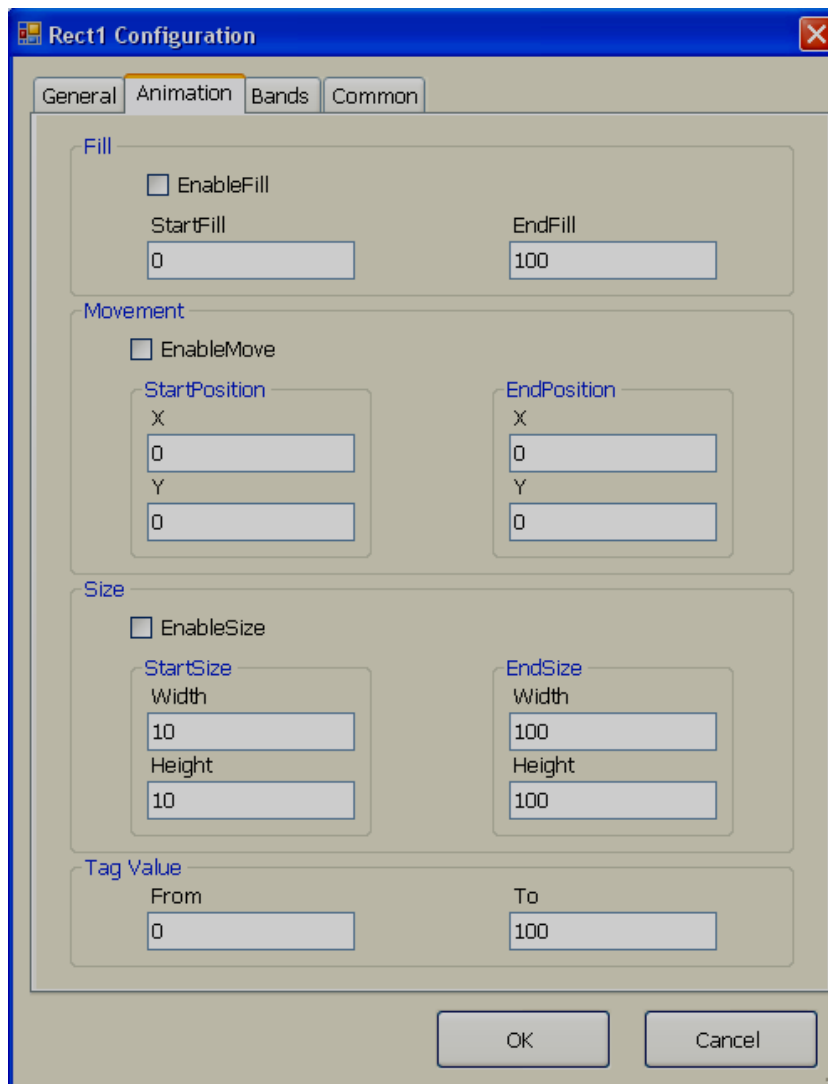 Rect1 Configuration
General Animation Bands Common
Fill
EnableFill
StartFill EndFill
0 100
Movement
EnableMove
StartPosition EndPosition
X X
0 0
Y Y
0 0
Size
EnableSize
StartSize EndSize
Width Width
10 100
Height Height
10 100
Tag Value
From To
0 100
OK Cancel